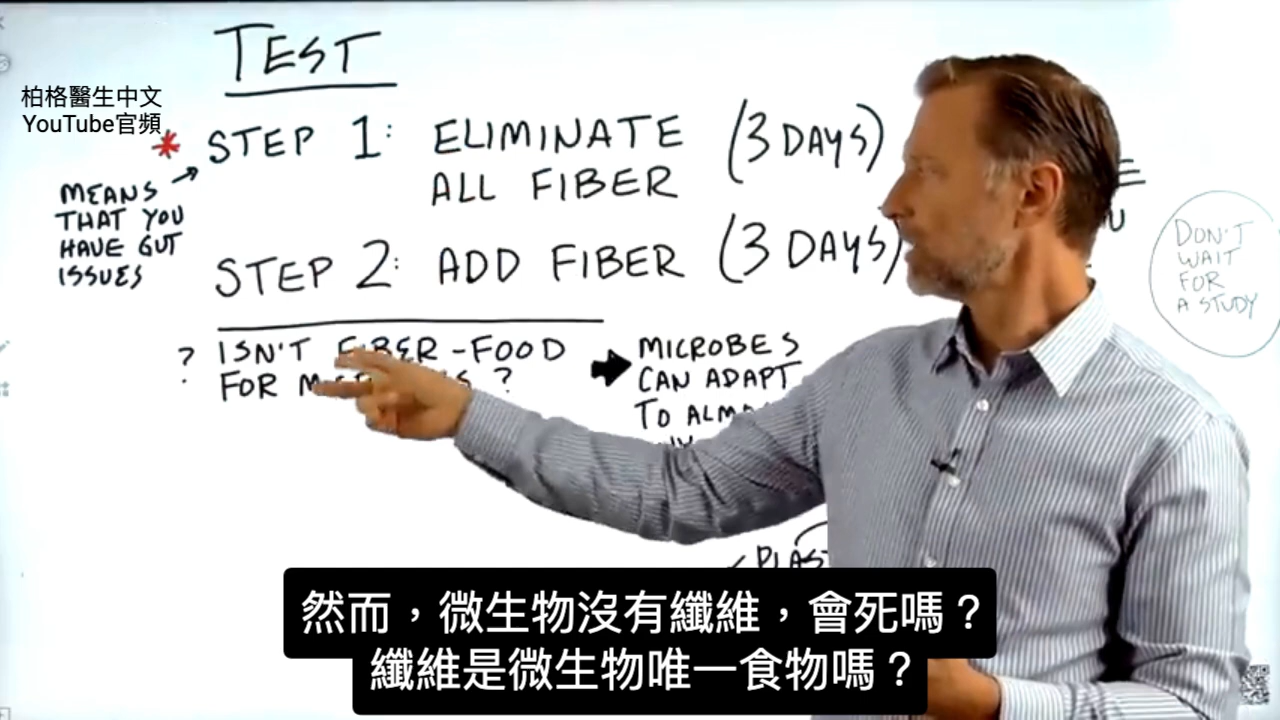 TEST
柏格醫生中文
YouTube官頻
* STEP 1: ELIMINATE (3 DAYS)
ALL FIBER
MEANS
THAT YOU
HAVE GUT
ISSUES
STEP 2: ADD FIBER (3 DAYS)
DON'T
WAIT
FOR
A STUDY
? ISN'T FIBER-FOOD
FOR ?
MICROBES
CAN ADAPT
TO
然而，微生物沒有纖維，會死嗎？
纖維是微生物唯一食物嗎？